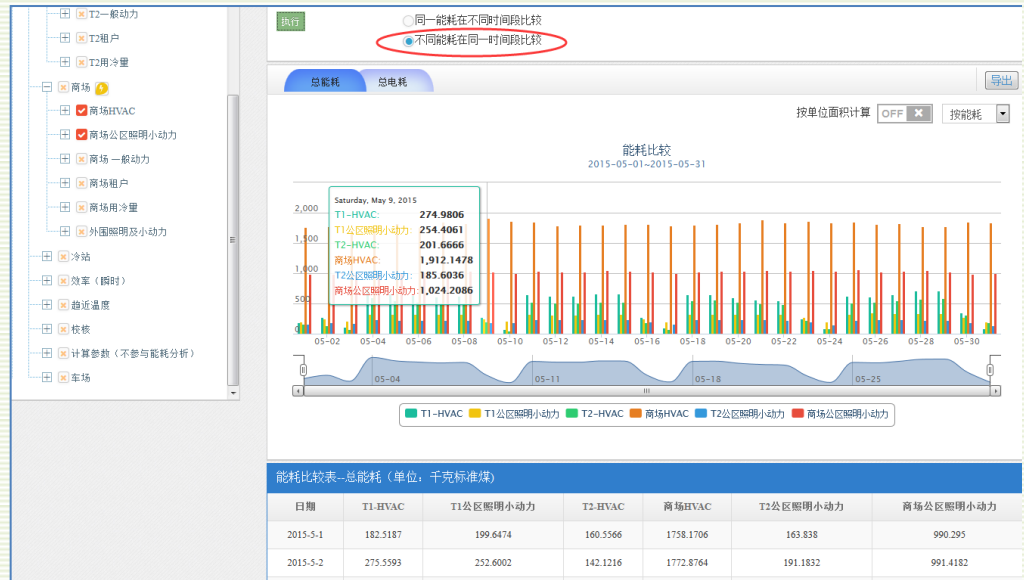 T2一般动力
T2租户
T2用冷量
商场
商场HVAC
商场公区照明小动力
商场 一般动力
商场租户
商场用冷量
外围照明及小动力
冷站
效率（瞬时）
趋近温度
校核
计算参数（不参与能耗分析）
车场
执行
同一能耗在不同时间段比较
不同能耗在同一时间段比较
总能耗 总电耗
导出
按单位面积计算 OFF 按能耗
能耗比较
2015-05-01~2015-05-31
2,000
1,500
1,000
500
0
Saturday, May 9, 2015
T1-HVAC: 274.9806
T1公区照明小动力: 254.4061
T2-HVAC: 201.6666
商场HVAC: 1,912.1478
T2公区照明小动力: 185.6036
商场公区照明小动力: 1,024.2086
05-02 05-04 05-06 05-08 05-10 05-12 05-14 05-16 05-18 05-20 05-22 05-24 05-26 05-28 05-30
05-04 05-11 05-18 05-25
T1-HVAC T1公区照明小动力 T2-HVAC 商场HVAC T2公区照明小动力 商场公区照明小动力
能耗比较表--总能耗（单位：千克标准煤）
日期 T1-HVAC T1公区照明小动力 T2-HVAC 商场HVAC T2公区照明小动力 商场公区照明小动力
2015-5-1 182.5187 199.6474 160.5566 1758.1706 163.838 990.295
2015-5-2 275.5593 252.6002 142.1216 1772.8764 191.1832 991.4182